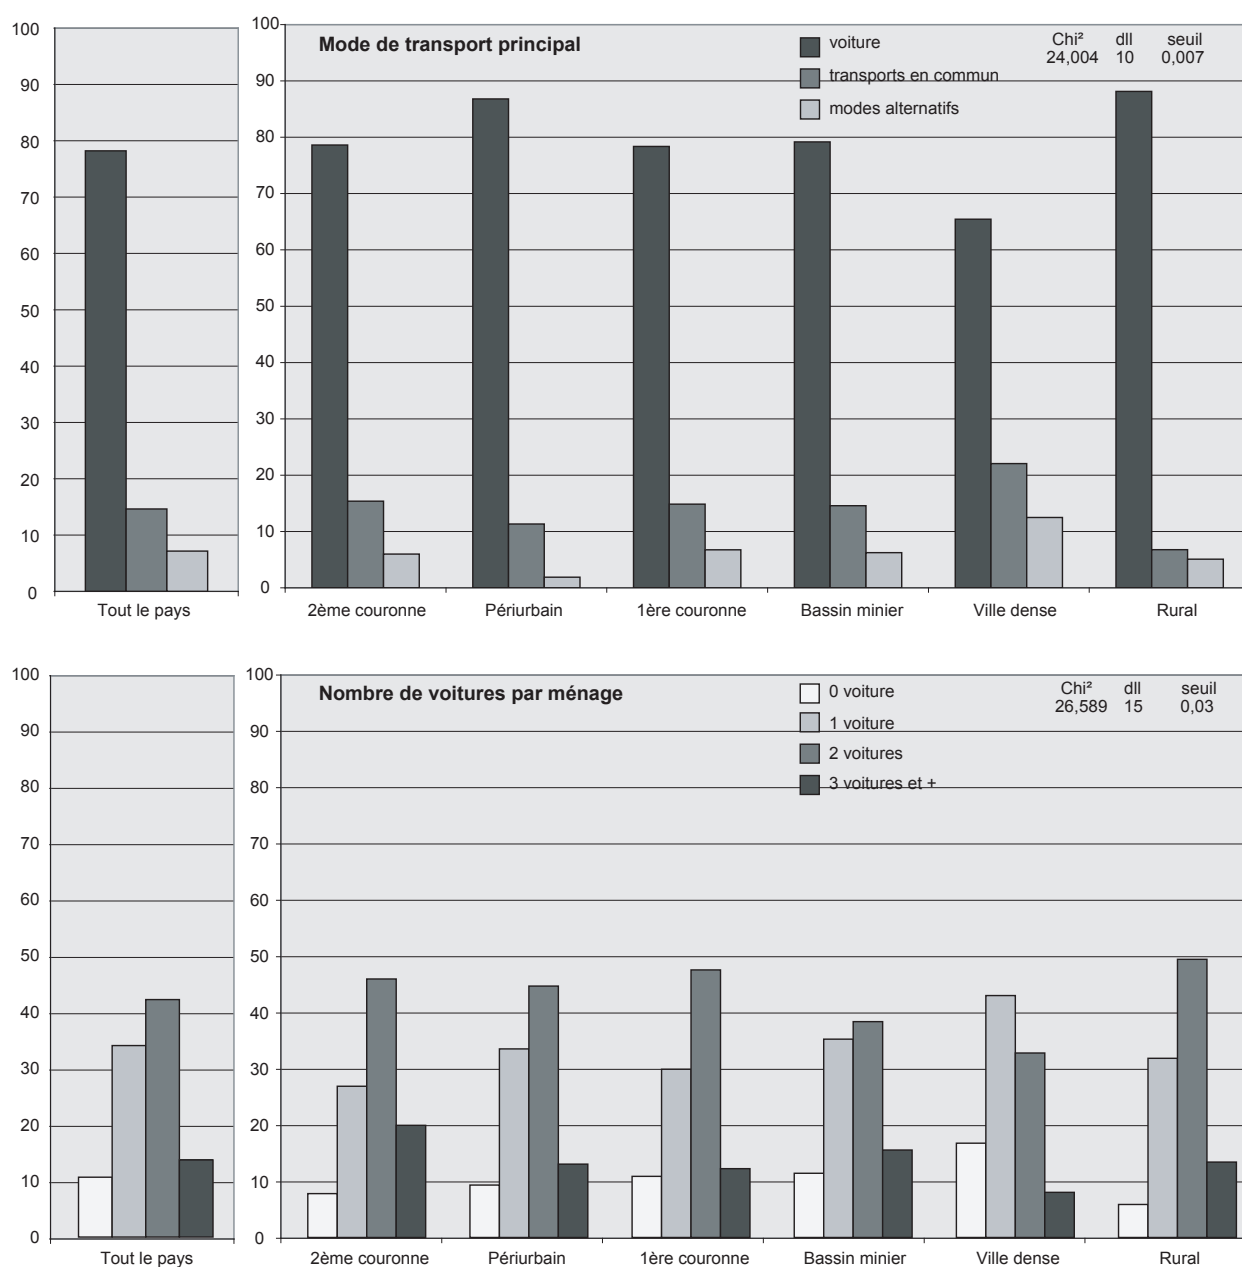 Mode de transport principal
voiture
transports en commun
modes alternatifs
Chi² dll seuil
24,004 10 0,007
100
90
80
70
60
50
40
30
20
10
0
Tout le pays
100
90
80
70
60
50
40
30
20
10
0
2ème couronne Périurbain 1ère couronne Bassin minier Ville dense Rural
Nombre de voitures par ménage
0 voiture
1 voiture
2 voitures
3 voitures et +
Chi² dll seuil
26,589 15 0,03
100
90
80
70
60
50
40
30
20
10
0
Tout le pays
100
90
80
70
60
50
40
30
20
10
0
2ème couronne Périurbain 1ère couronne Bassin minier Ville dense Rural